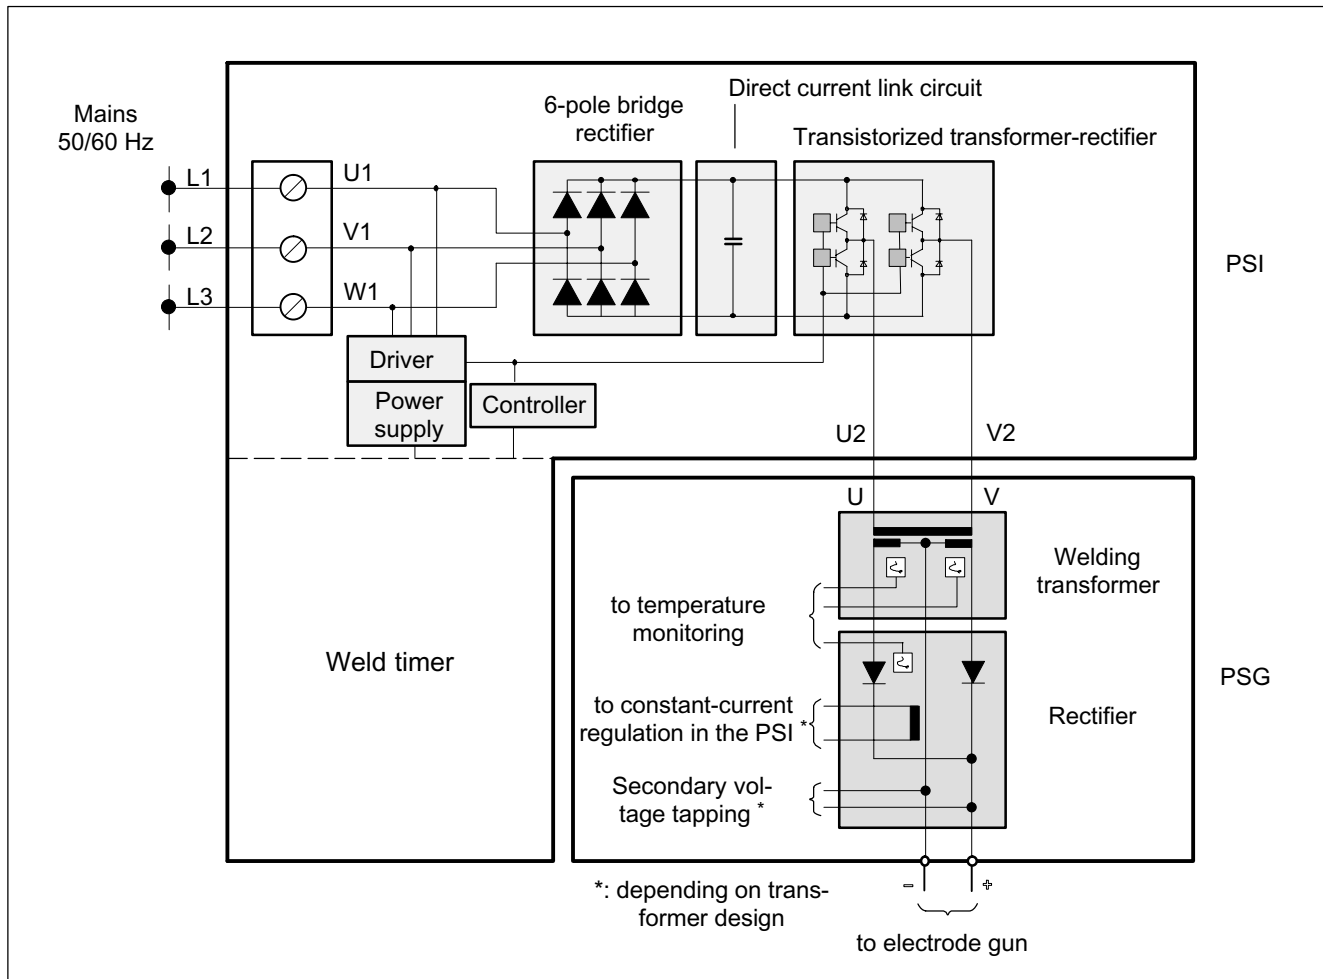 Direct current link circuit
6-pole bridge
rectifier
Mains
50/60 Hz
Transistorized transformer-rectifier
L1
U1
L2
V1
L3
W1
PSI
Driver
Power
supply
Controller
U2
V2
U
V
Welding
transformer
to temperature
monitoring
Weld timer
PSG
to constant-current
regulation in the PSI *
Rectifier
Secondary vol-
tage tapping *
*: depending on trans-
former design
- +
to electrode gun